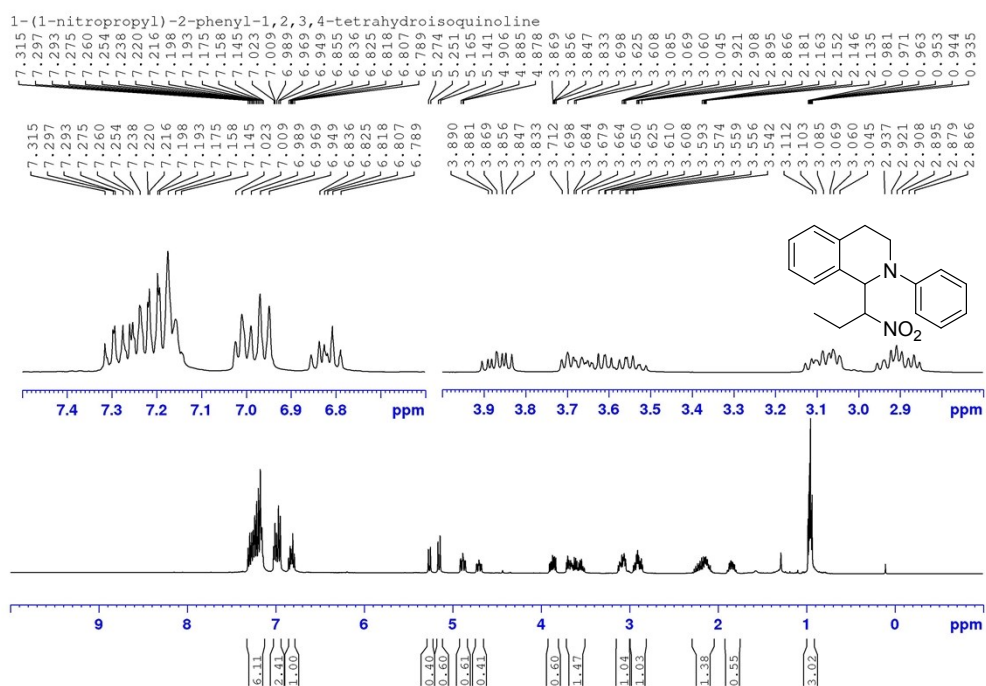 1-(1-nitropropyl)-2-phenyl-1,2,3,4-tetrahydroisoquinoline
7.315 7.297 7.293 7.275 7.260 7.254 7.238 7.220 7.216 7.198 7.193 7.175 7.158 7.145 7.023 7.009 6.989 6.969 6.949 6.855 6.836 6.825 6.818 6.807 6.789 5.274 5.251 5.165 5.141 4.906 4.885 4.878 3.869 3.856 3.847 3.833 3.698 3.625 3.608 3.085 3.069 3.060 3.045 2.921 2.908 2.895 2.866 2.181 2.163 2.152 2.146 2.135 0.981 0.971 0.963 0.953 0.944 0.935
7.315 7.297 7.293 7.275 7.260 7.254 7.238 7.220 7.216 7.198 7.193 7.175 7.158 7.145 7.023 7.009 6.989 6.969 6.949 6.836 6.825 6.818 6.807 6.789
3.890 3.881 3.869 3.856 3.847 3.833 3.712 3.698 3.684 3.679 3.664 3.650 3.625 3.610 3.608 3.593 3.574 3.559 3.556 3.542 3.112 3.103 3.085 3.069 3.060 3.045 2.937 2.921 2.908 2.895 2.879 2.866
N
NO2
7.4 7.3 7.2 7.1 7.0 6.9 6.8 ppm
3.9 3.8 3.7 3.6 3.5 3.4 3.3 3.2 3.1 3.0 2.9 ppm
9 8 7 6 5 4 3 2 1 0 ppm
6.11 2.41 1.00 0.40 0.60 0.61 0.41 0.60 1.47 1.04 1.03 1.38 0.55 3.02